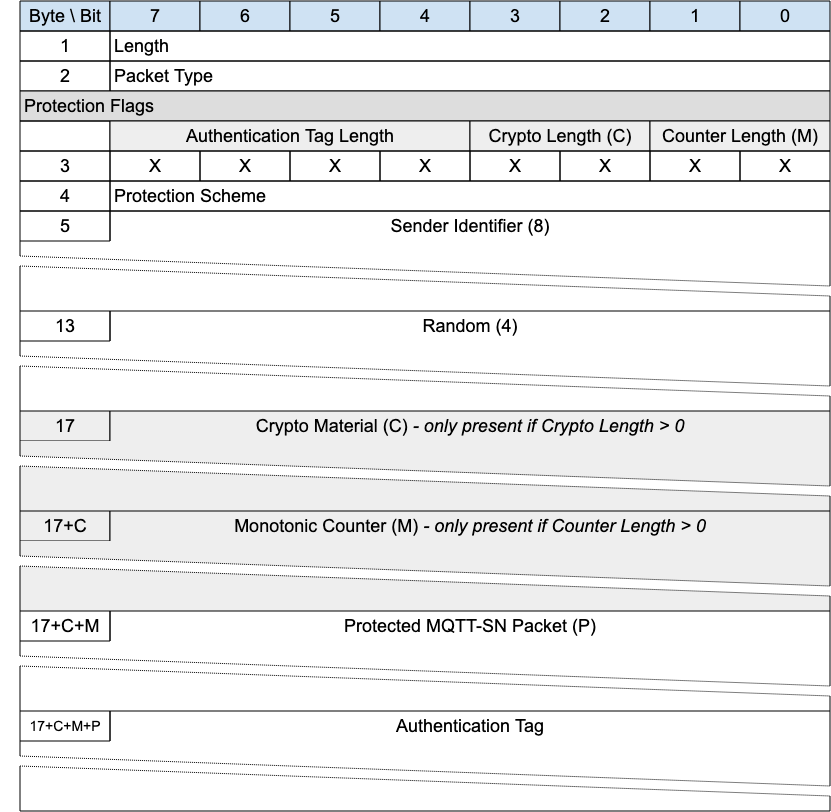 Byte \ Bit 7 6 5 4 3 2 1 0
1 Length
2 Packet Type
Protection Flags
Authentication Tag Length Crypto Length (C) Counter Length (M)
3 X X X X X X X X
4 Protection Scheme
5 Sender Identifier (8)
13 Random (4)
17 Crypto Material (C) - only present if Crypto Length > 0
17+C Monotonic Counter (M) - only present if Counter Length > 0
17+C+M Protected MQTT-SN Packet (P)
17+C+M+P Authentication Tag